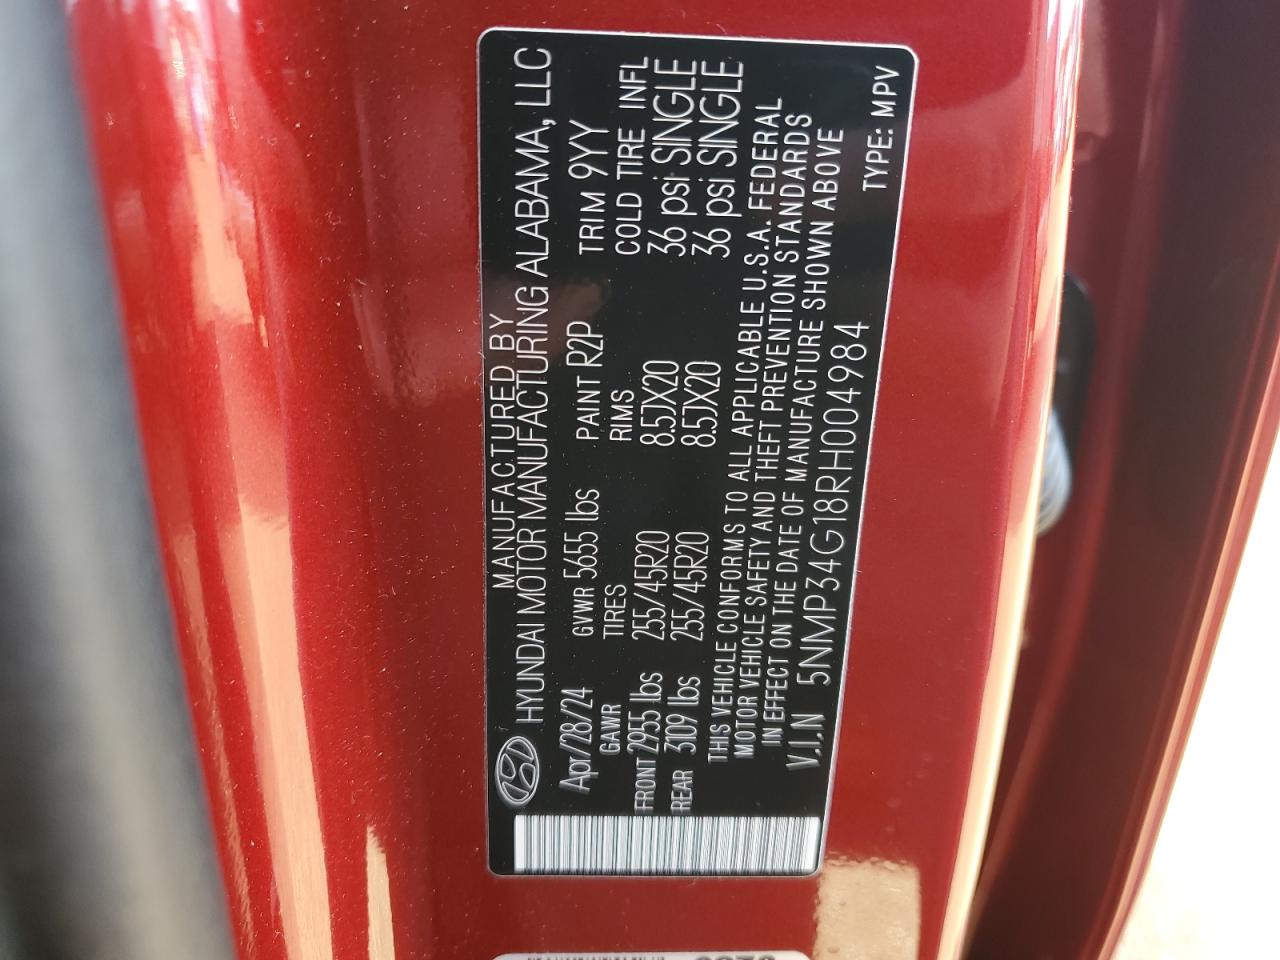 MANUFACTURED BY
HYUNDAI MOTOR MANUFACTURING ALABAMA, LLC
Apr/28/24 GVWR 5655 lbs PAINT R2P TRIM 9YY
GAWR TIRES RIMS COLD TIRE INFL
FRONT 2955 lbs 255/45R20 8.5JX20 36 psi SINGLE
REAR 3109 lbs 255/45R20 8.5JX20 36 psi SINGLE
THIS VEHICLE CONFORMS TO ALL APPLICABLE U.S.A. FEDERAL
MOTOR VEHICLE SAFETY AND THEFT PREVENTION STANDARDS
IN EFFECT ON THE DATE OF MANUFACTURE SHOWN ABOVE
V.I.N 5NMP34G18RH004984 TYPE: MPV